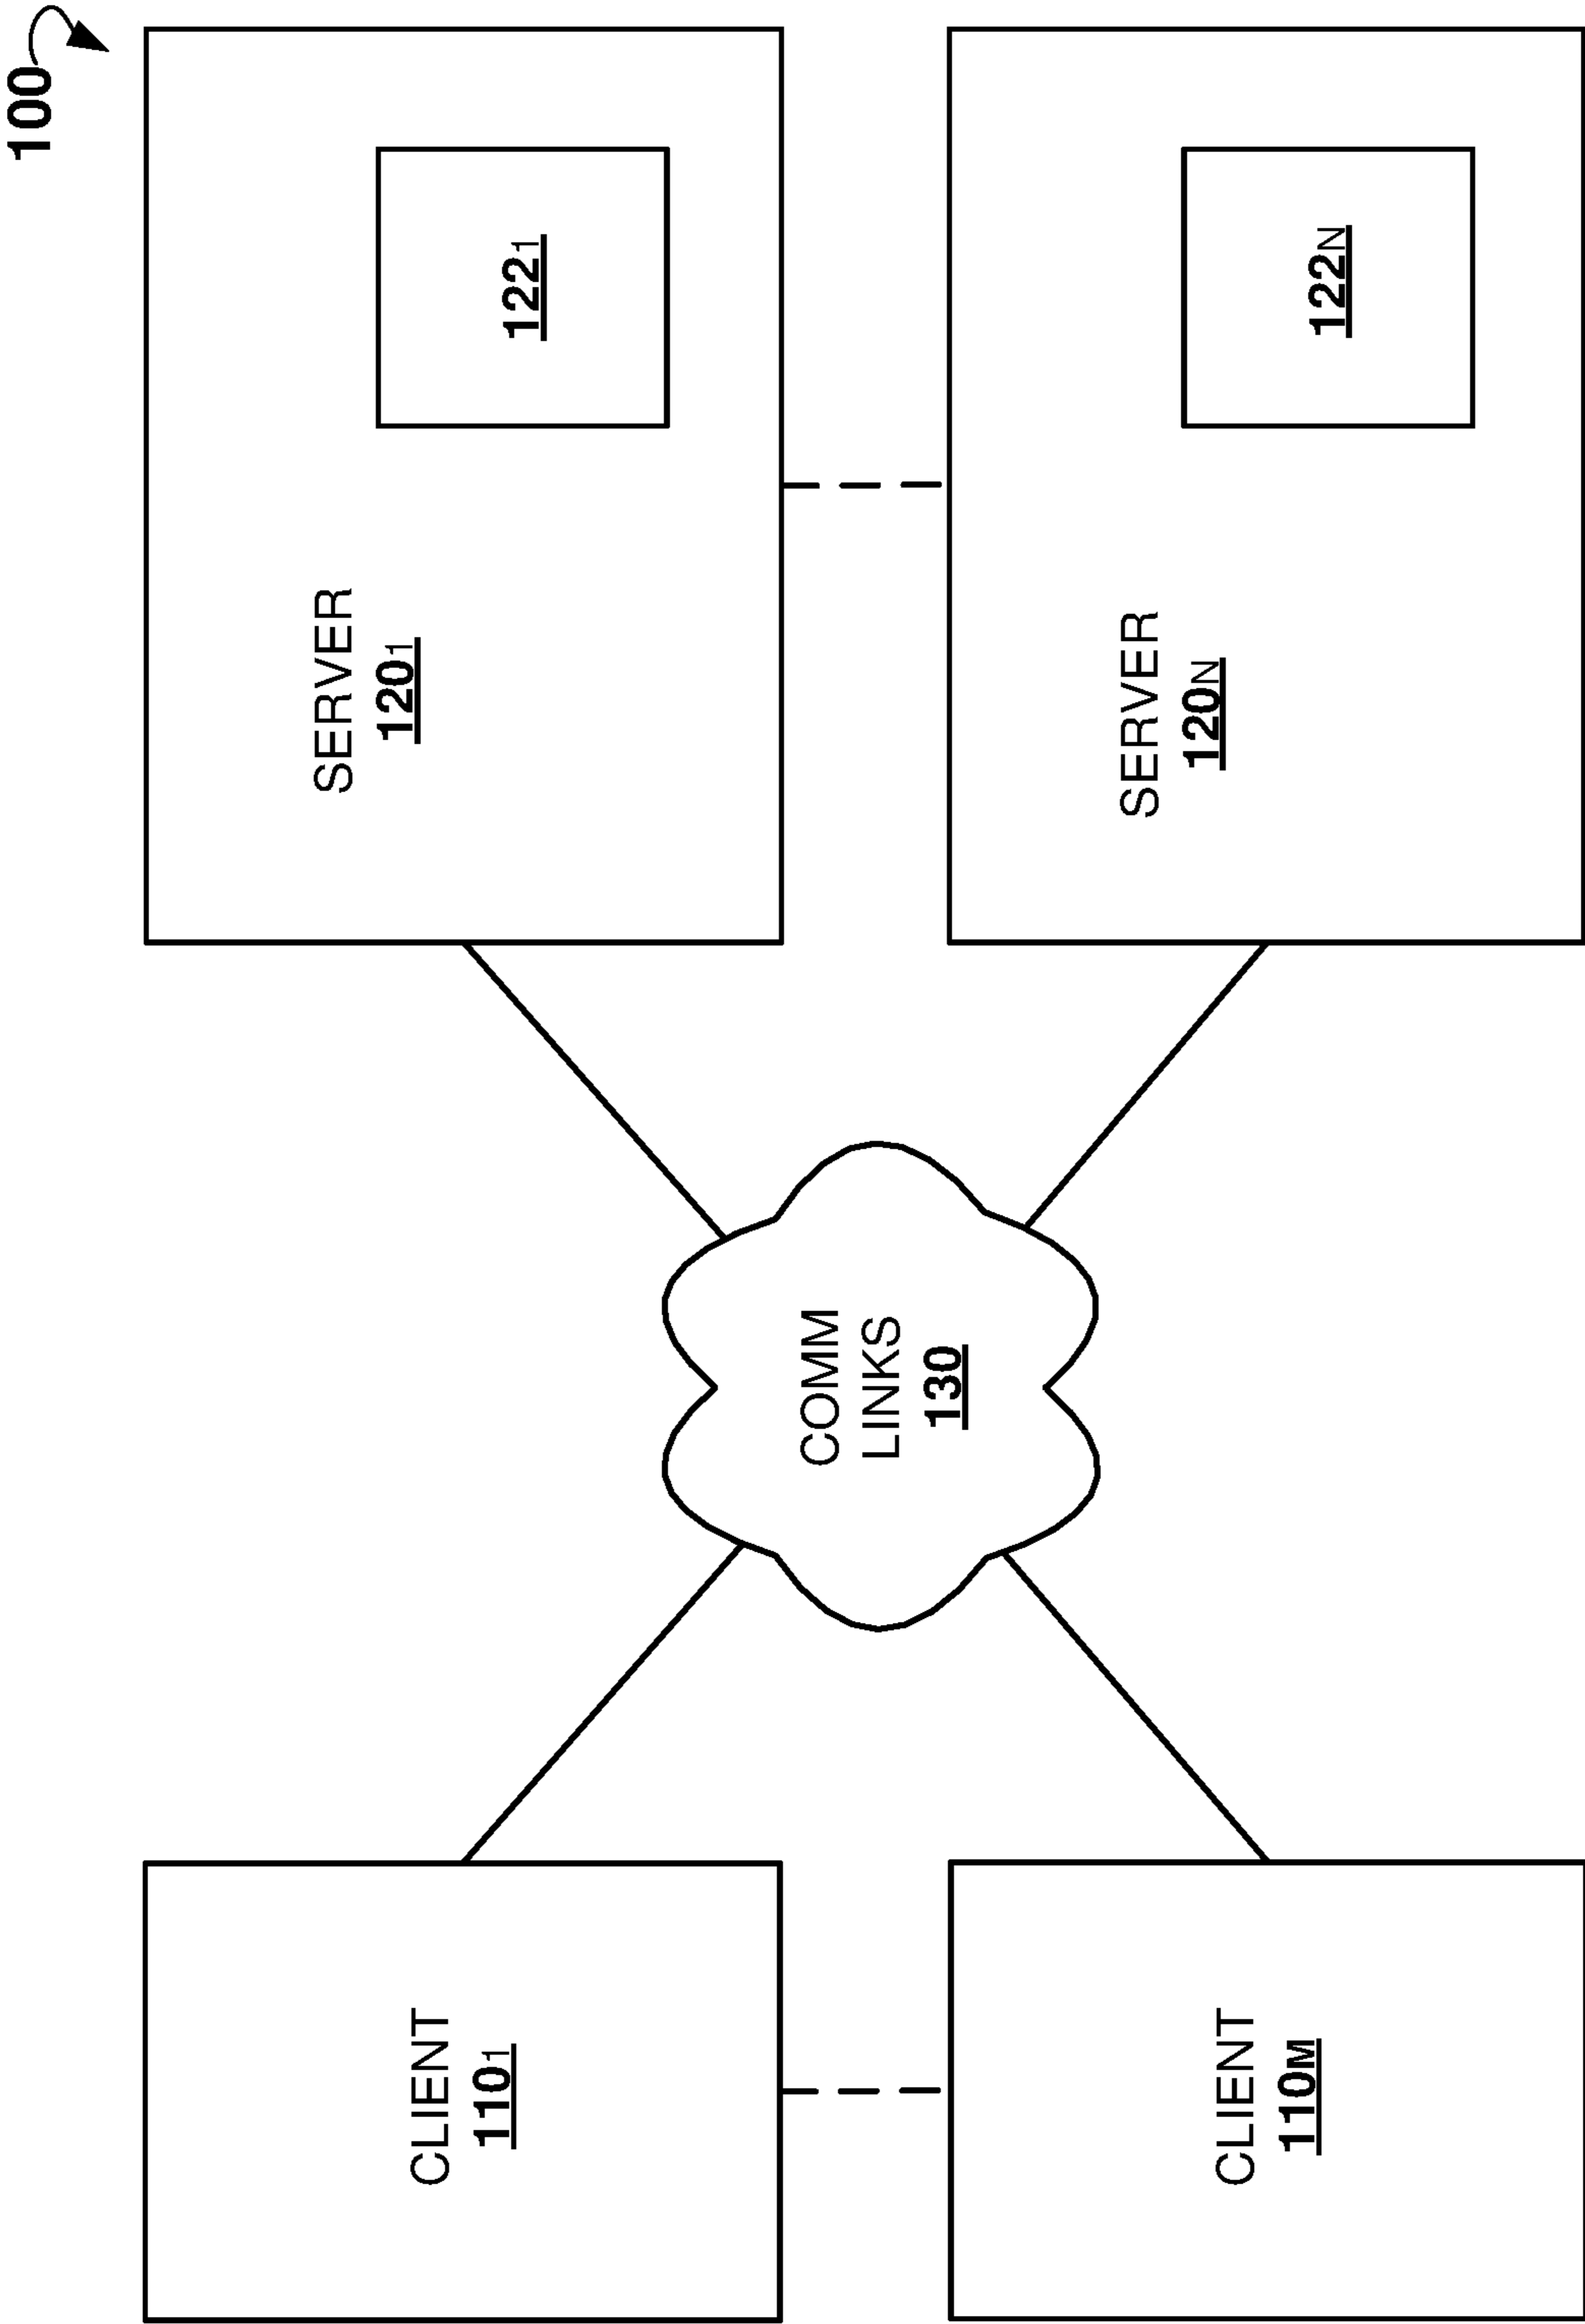 100
CLIENT
110₁
COMM
LINKS
130
SERVER
120₁
122₁
CLIENT
110M
SERVER
120N
122N